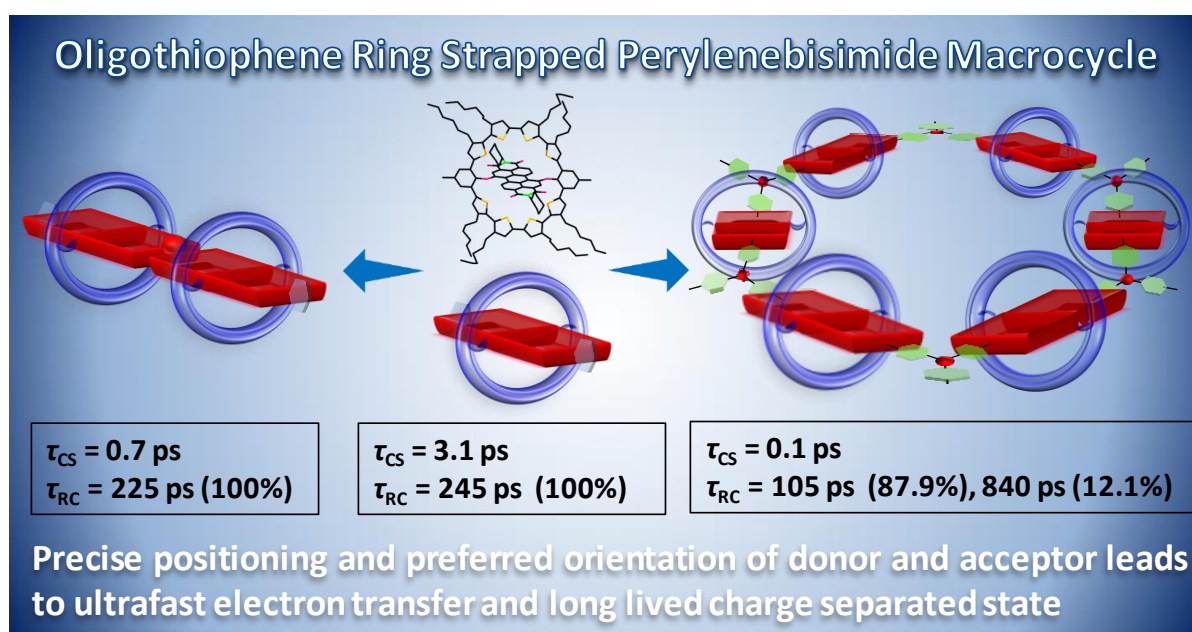 Oligothiophene Ring Strapped Perylenebisimide Macrocycle
τCS = 0.7 ps
τRC = 225 ps (100%)
τCS = 3.1 ps
τRC = 245 ps (100%)
τCS = 0.1 ps
τRC = 105 ps (87.9%), 840 ps (12.1%)
Precise positioning and preferred orientation of donor and acceptor leads
to ultrafast electron transfer and long lived charge separated state